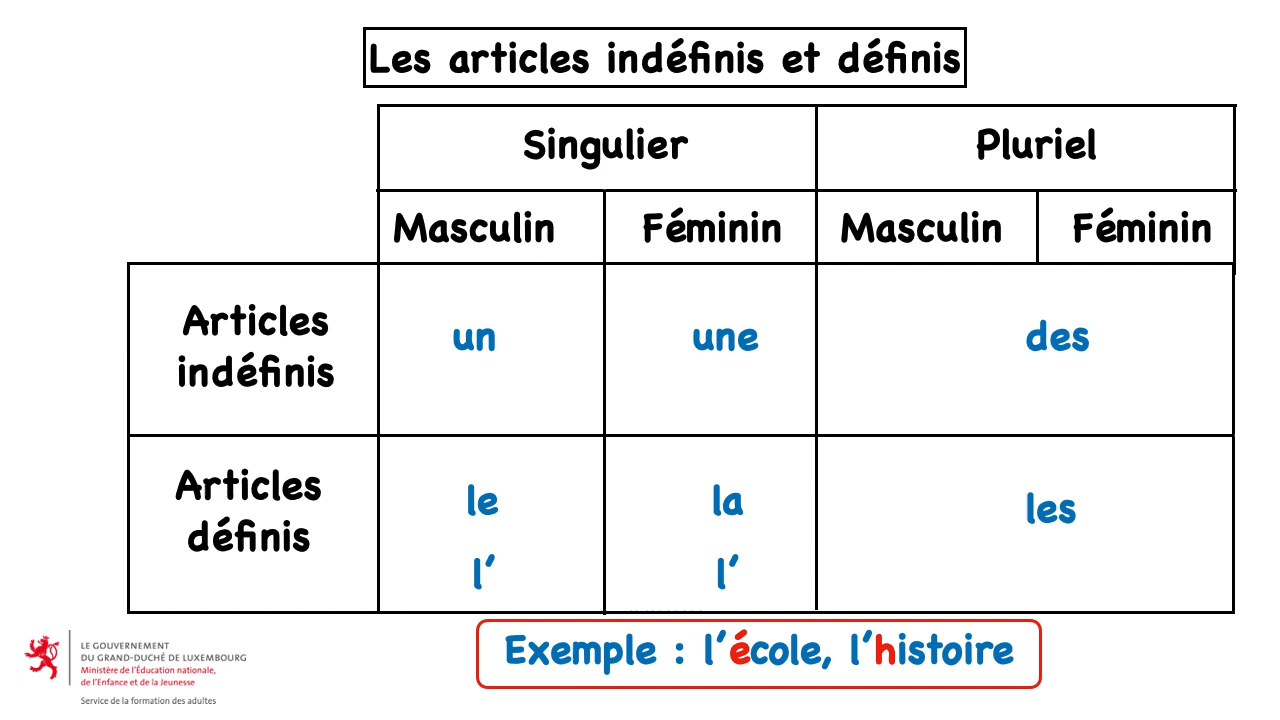 Les articles indéfinis et définis
Singulier Pluriel
Masculin Féminin Masculin Féminin
Articles
indéfinis
un une des
Articles
définis
le la les
l’ l’
Exemple : l’école, l’histoire
LE GOUVERNEMENT
DU GRAND-DUCHÉ DE LUXEMBOURG
Ministère de l’Éducation nationale,
de l’Enfance et de la Jeunesse
Service de la formation des adultes